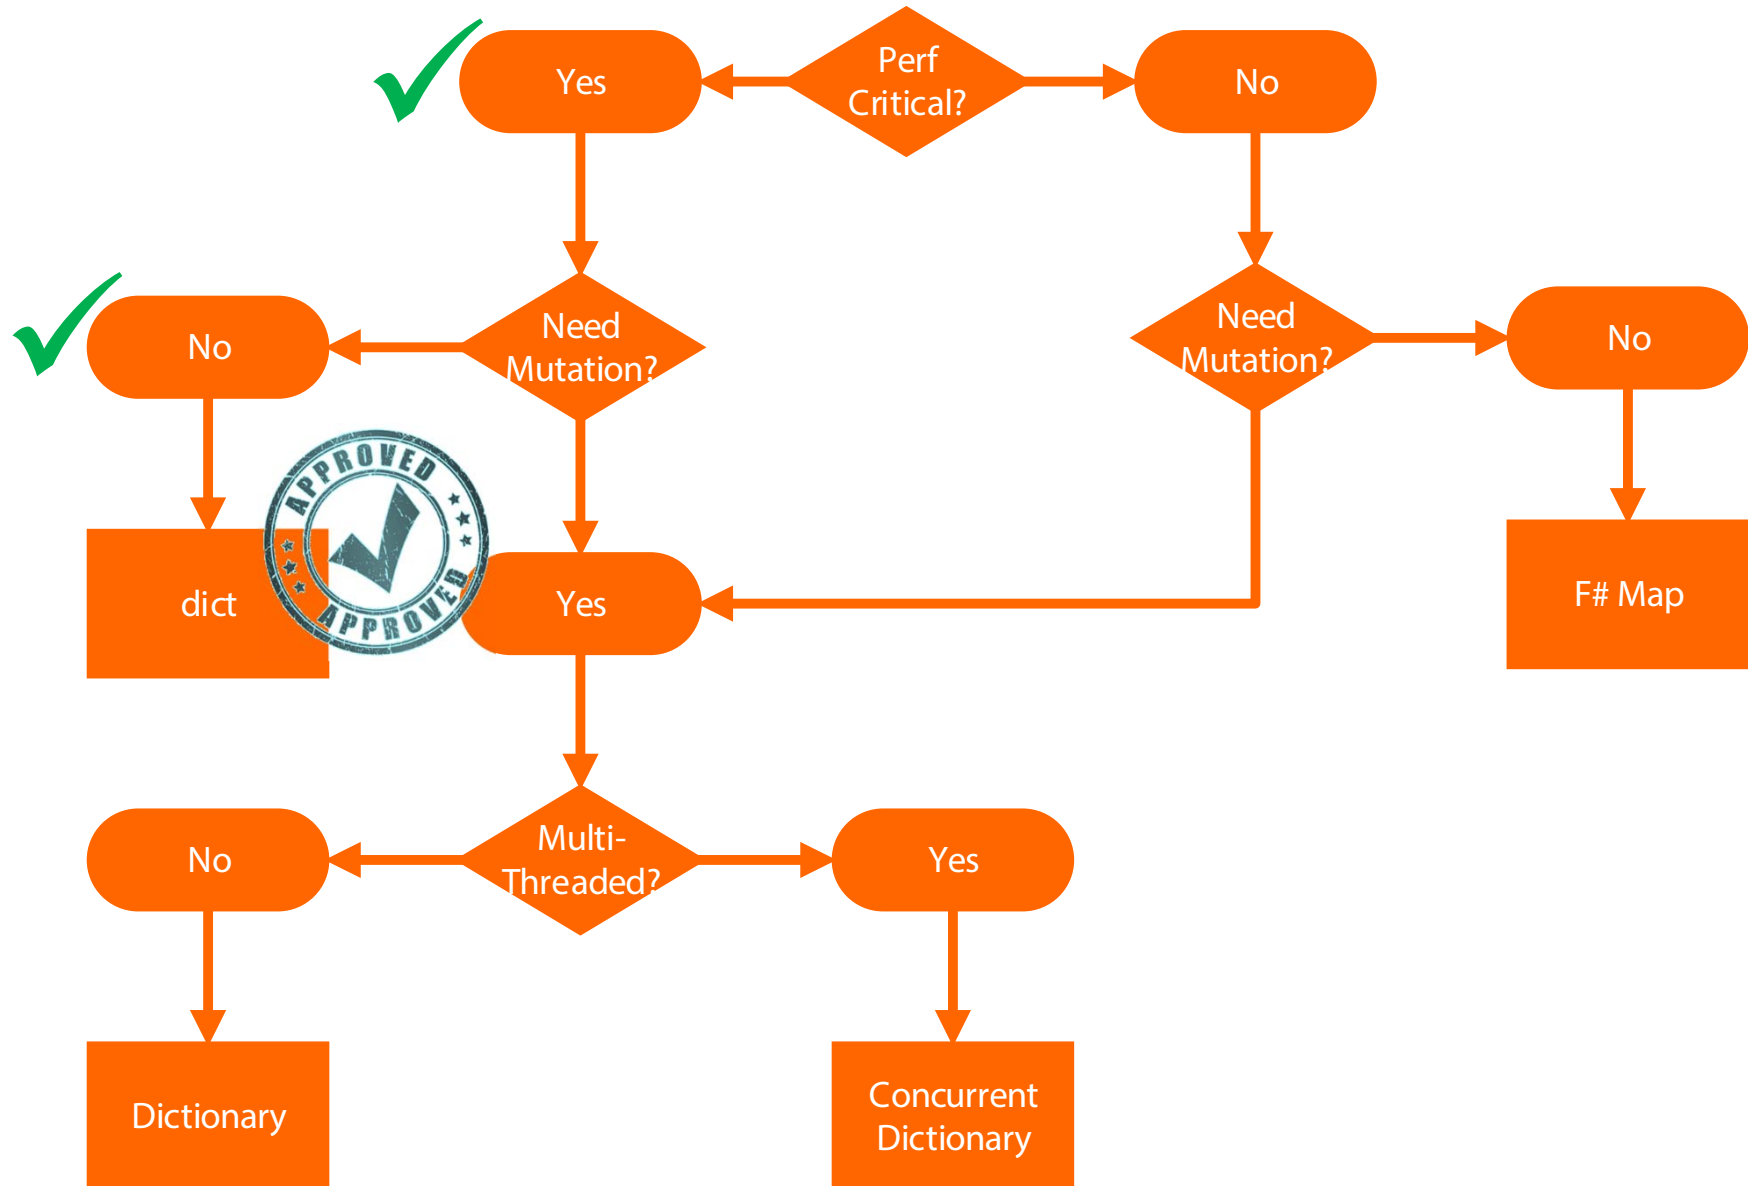 Yes
Perf
Critical?
No
No
Need
Mutation?
Need
Mutation?
No
APPROVED
APPROVED
dict
Yes
F# Map
No
Multi-
Threaded?
Yes
Dictionary
Concurrent
Dictionary